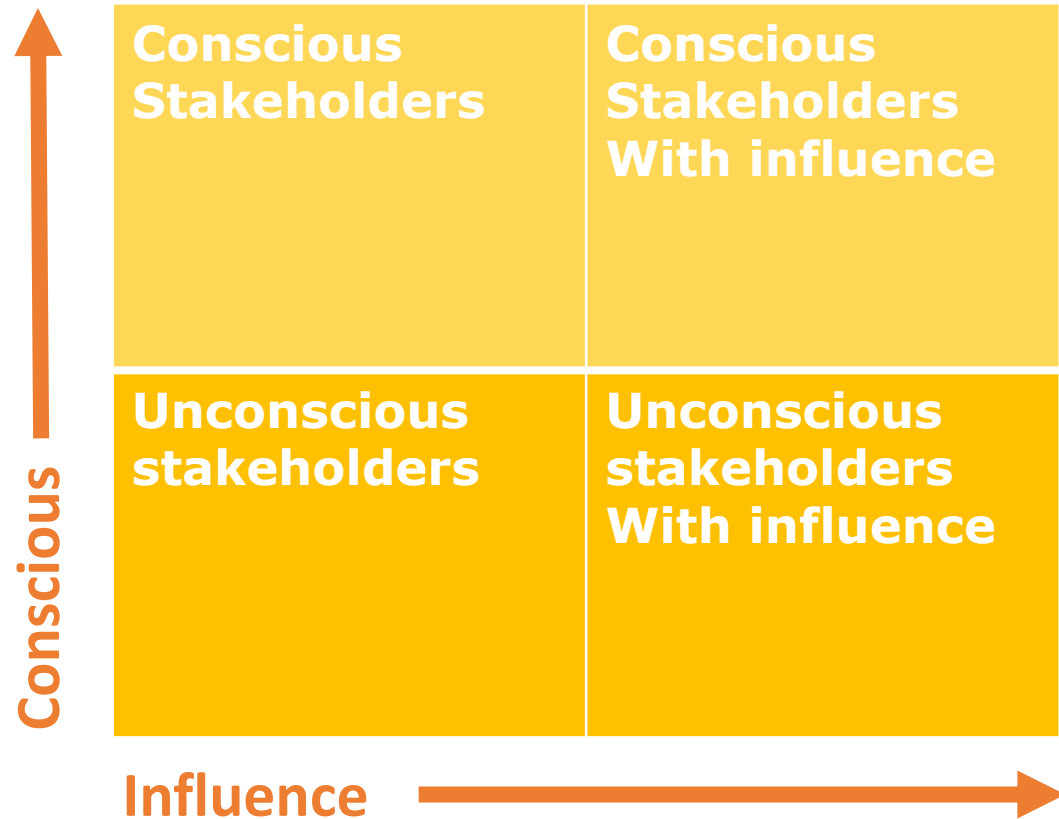 Conscious
Stakeholders
Conscious
Stakeholders
With influence
Unconscious
stakeholders
Unconscious
stakeholders
With influence
Conscious
Influence